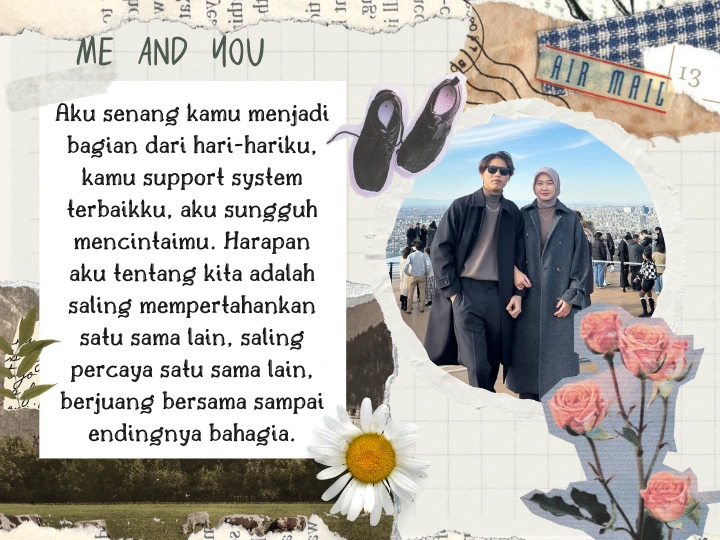 ME AND YOU
Aku senang kamu menjadi
bagian dari hari-hariku,
kamu support system
terbaikku, aku sungguh
mencintaimu. Harapan
aku tentang kita adalah
saling mempertahankan
satu sama lain, saling
percaya satu sama lain,
berjuang bersama sampai
endingnya bahagia.
AIR MAIL
13